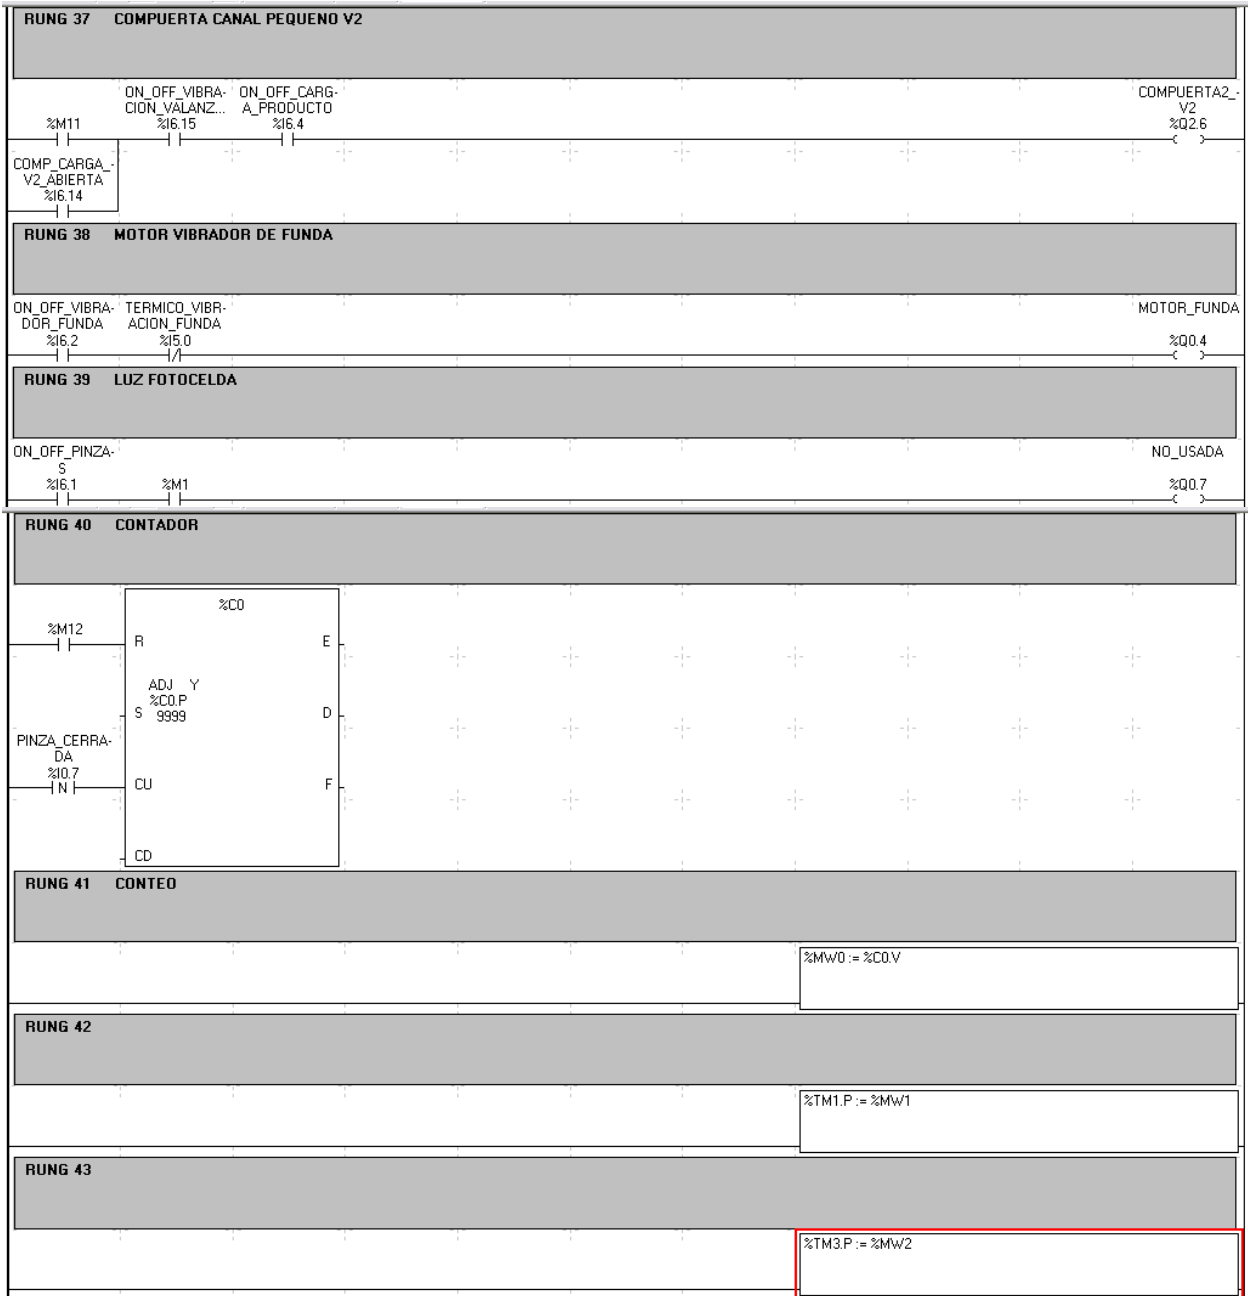 RUNG 37 COMPUERTA CANAL PEQUENO V2
ON_OFF_VIBRA- ON_OFF_CARG- COMPUERTA2_-
CION_VALANZ... A_PRODUCTO V2
%M11 %I6.15 %I6.4 %Q2.6
COMP_CARGA_-
V2_ABIERTA
%I6.14
RUNG 38 MOTOR VIBRADOR DE FUNDA
ON_OFF_VIBRA- TERMICO_VIBR- MOTOR_FUNDA
DOR_FUNDA ACION_FUNDA
%I6.2 %I5.0 %Q0.4
RUNG 39 LUZ FOTOCELDA
ON_OFF_PINZA- NO_USADA
S
%I6.1 %M1 %Q0.7
RUNG 40 CONTADOR
%C0
%M12
R E
ADJ Y
%C0.P
S 9999 D
PINZA_CERRA-
DA
%I0.7
N CU F
CD
RUNG 41 CONTEO
%MW0 := %C0.V
RUNG 42
%TM1.P := %MW1
RUNG 43
%TM3.P := %MW2